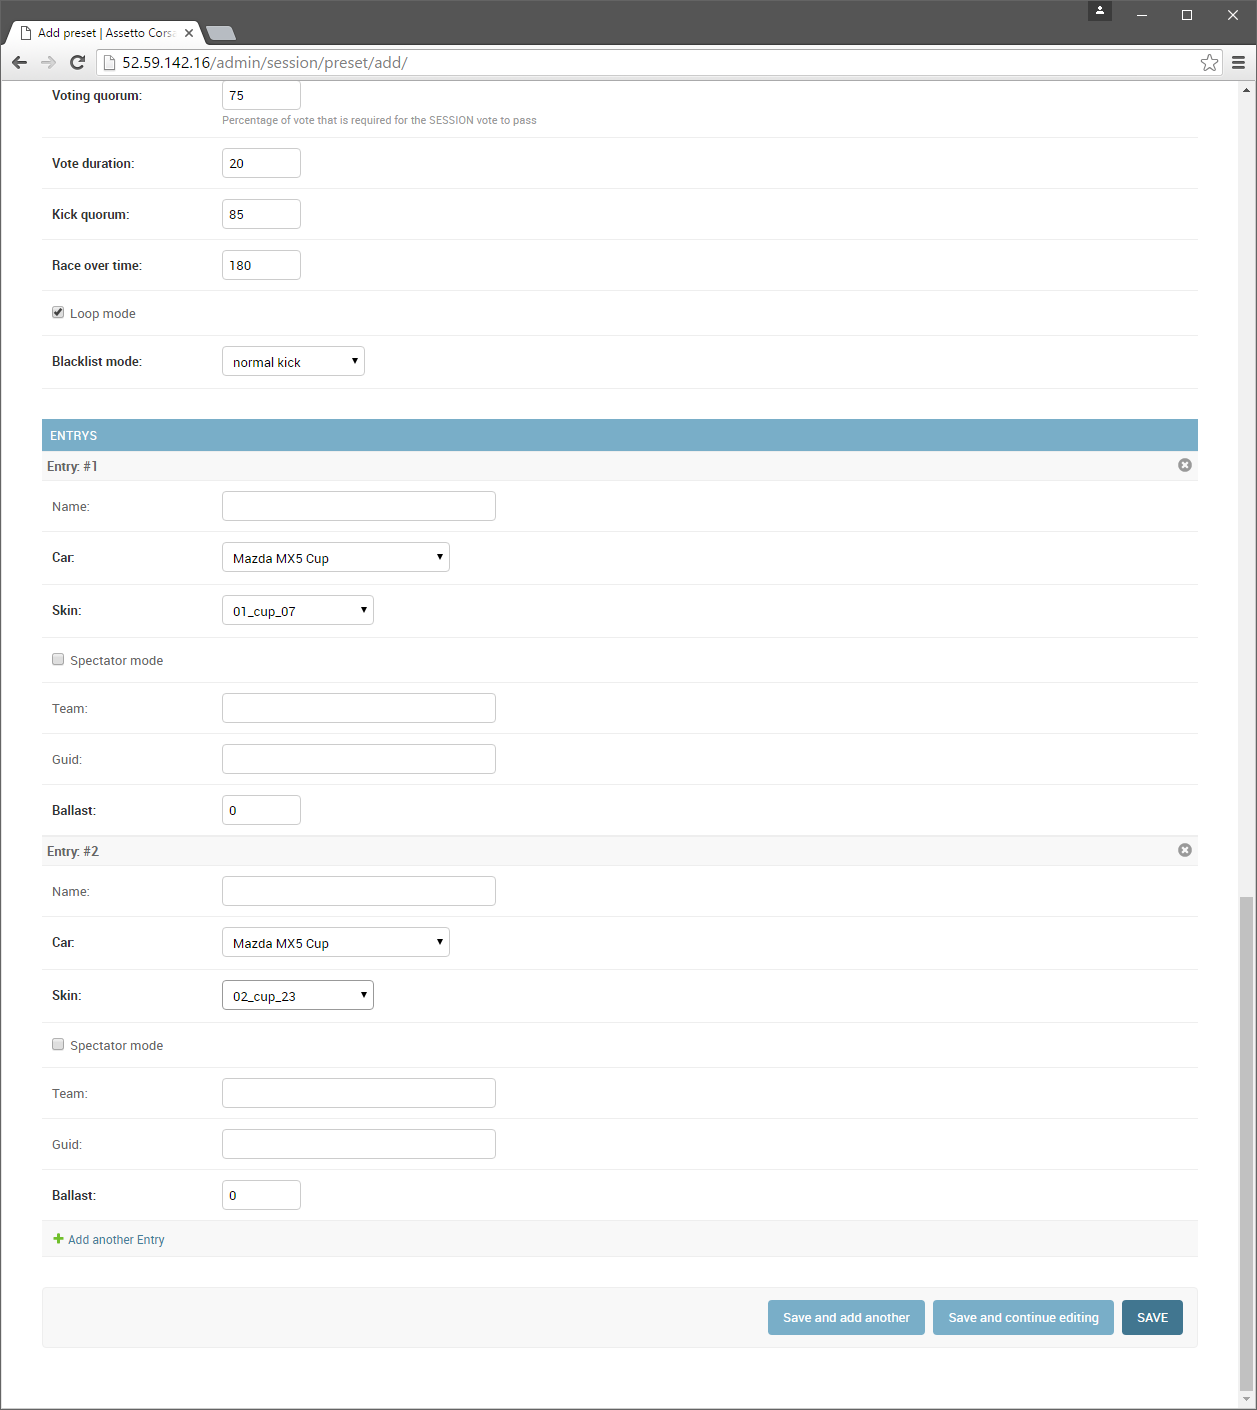 Add preset | Assetto Corsa
52.59.142.16/admin/session/preset/add/
Voting quorum: 75
Percentage of vote that is required for the SESSION vote to pass
Vote duration: 20
Kick quorum: 85
Race over time: 180
Loop mode
Blacklist mode: normal kick
ENTRYS
Entry: #1
Name:
Car: Mazda MX5 Cup
Skin: 01_cup_07
Spectator mode
Team:
Guid:
Ballast: 0
Entry: #2
Name:
Car: Mazda MX5 Cup
Skin: 02_cup_23
Spectator mode
Team:
Guid:
Ballast: 0
Add another Entry
Save and add another Save and continue editing SAVE